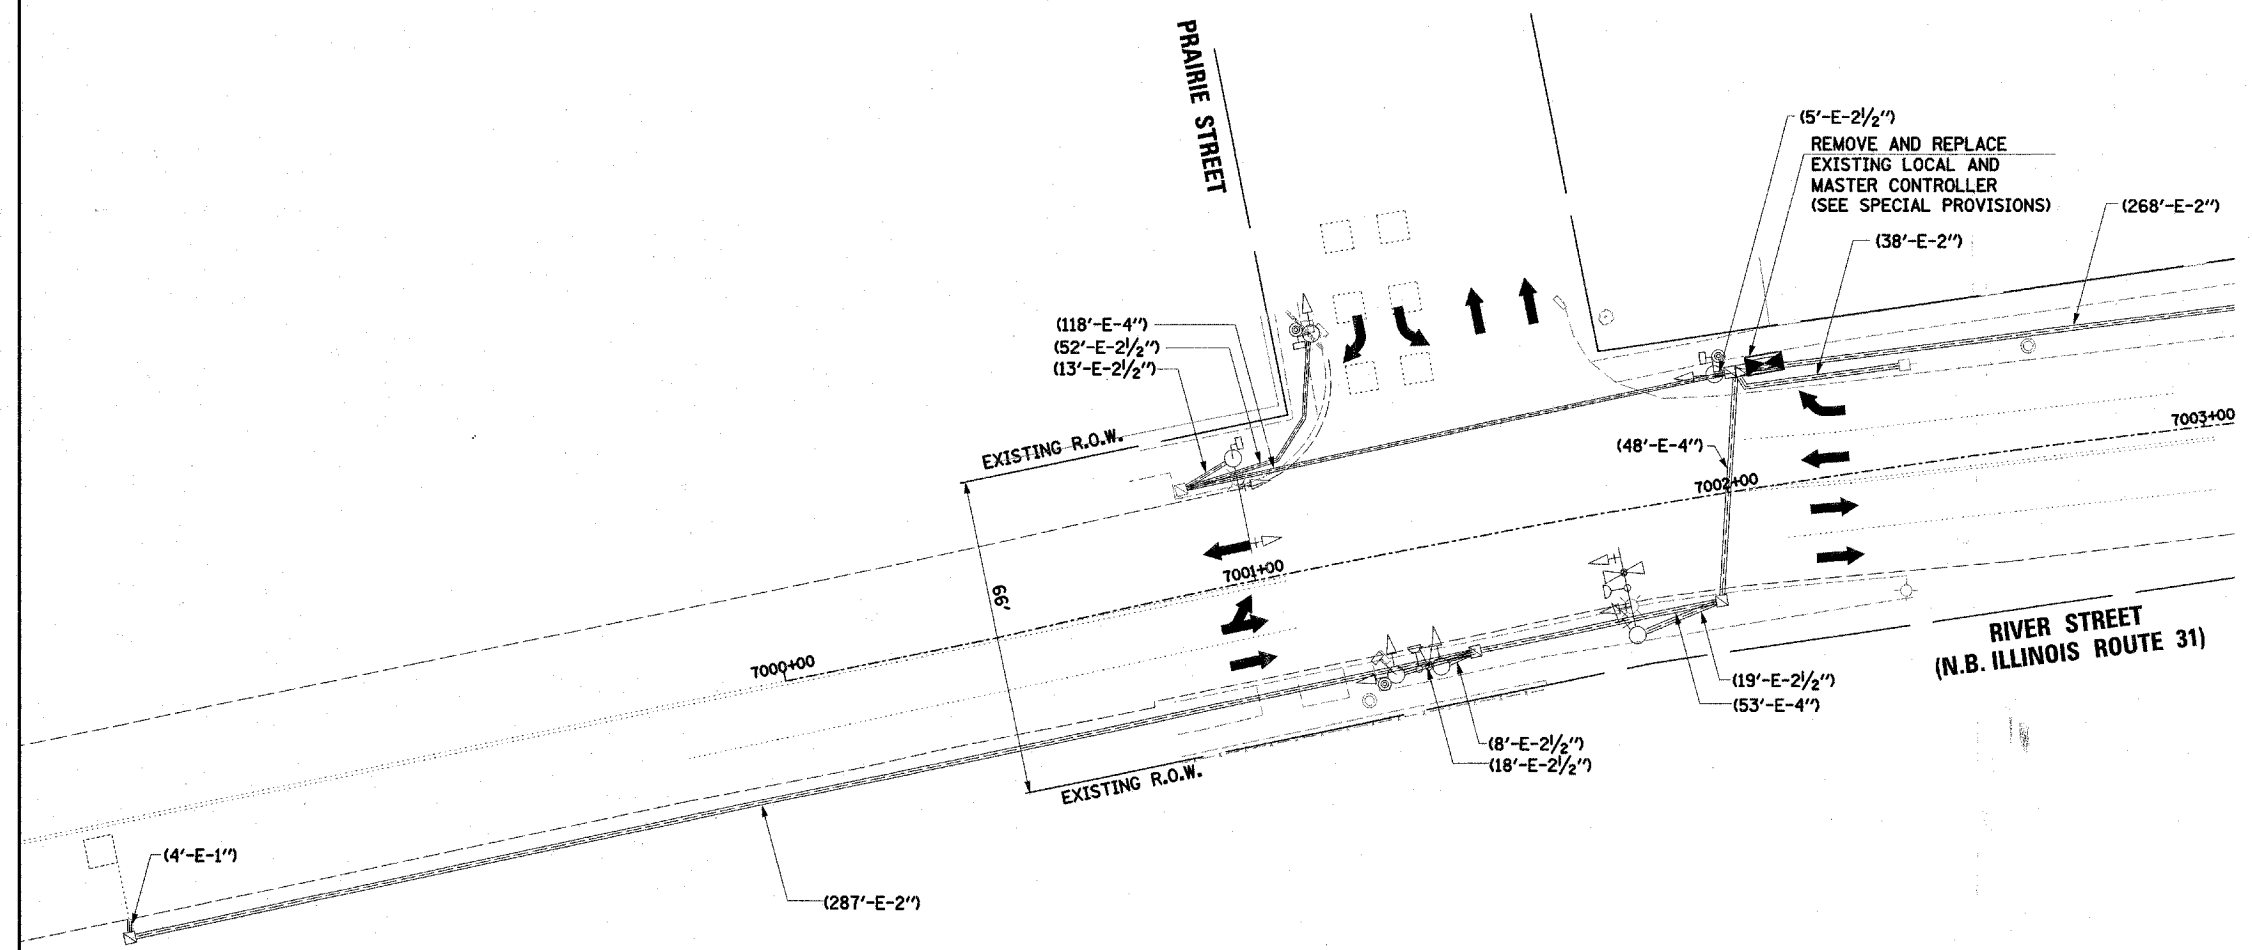 PRAIRIE STREET
(5'-E-2½")
REMOVE AND REPLACE
EXISTING LOCAL AND
MASTER CONTROLLER
(SEE SPECIAL PROVISIONS)
(268'-E-2")
(38'-E-2")
(118'-E-4")
(52'-E-2½")
(13'-E-2½")
EXISTING R.O.W.
(48'-E-4")
7003+00
7002+00
7001+00
66'
7000+00
RIVER STREET
(N.B. ILLINOIS ROUTE 31)
(19'-E-2½")
(53'-E-4")
(8'-E-2½")
(18'-E-2½")
EXISTING R.O.W.
(4'-E-1")
(287'-E-2")